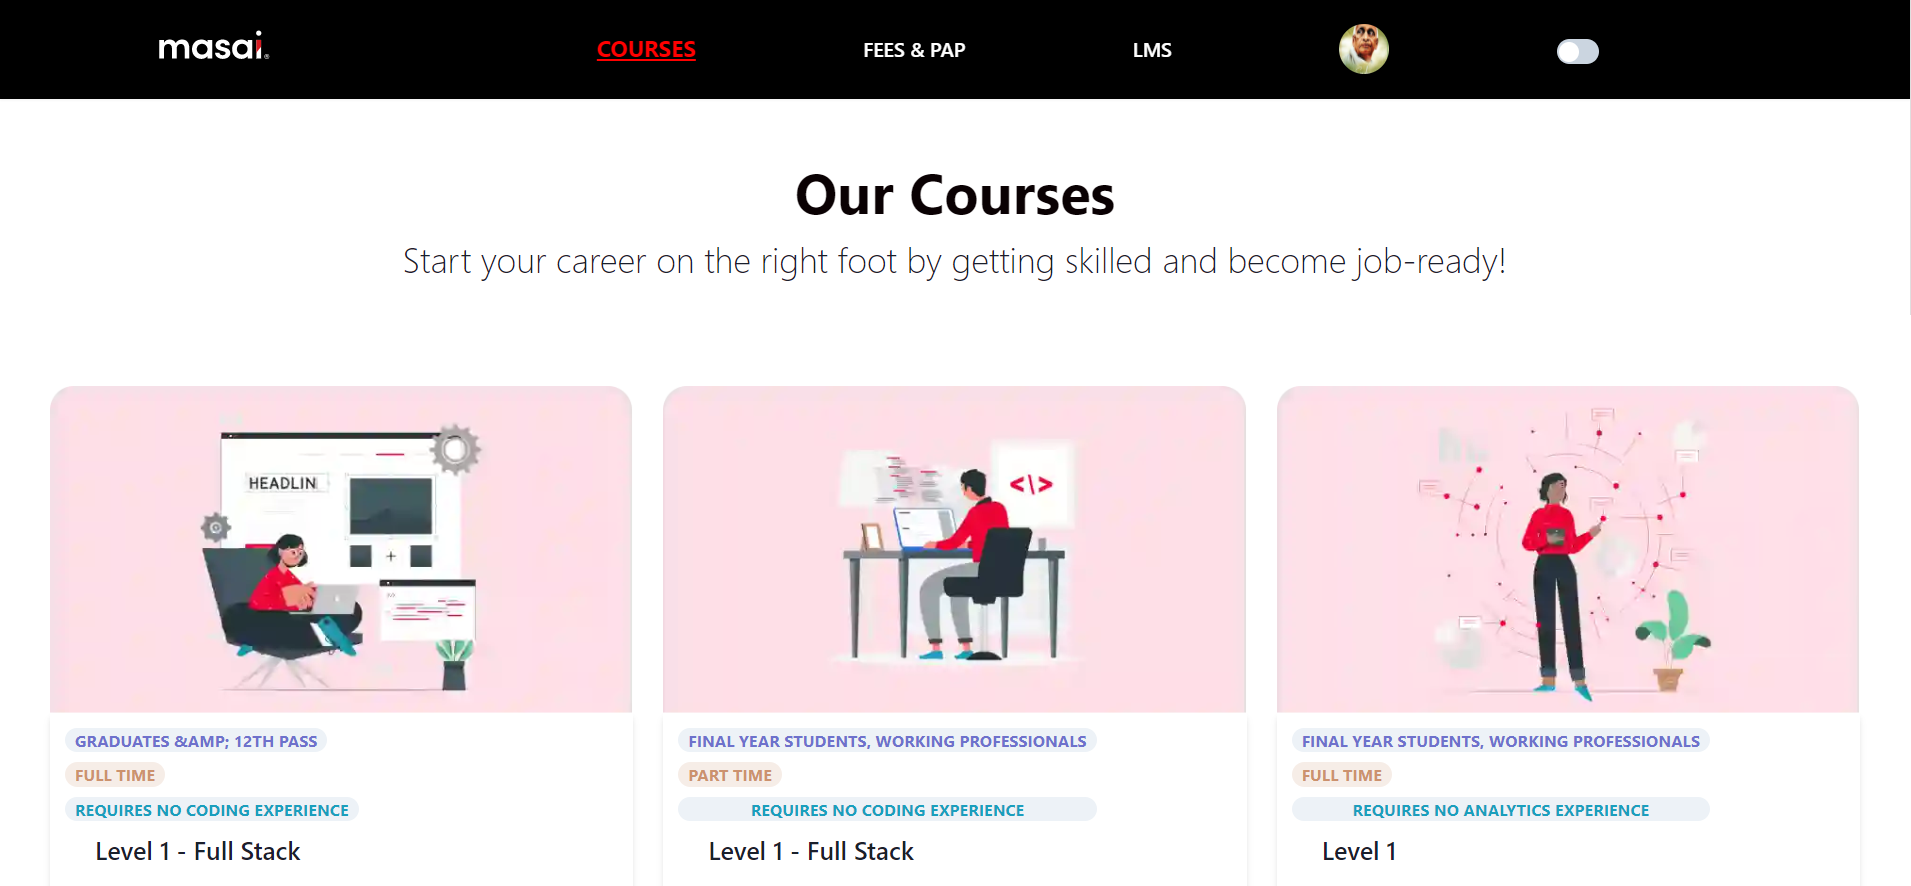 masai
COURSES
FEES & PAP
LMS
Our Courses
Start your career on the right foot by getting skilled and become job-ready!
HEADLIN
+
<\>
GRADUATES &AMP; 12TH PASS
FULL TIME
REQUIRES NO CODING EXPERIENCE
Level 1 - Full Stack
FINAL YEAR STUDENTS, WORKING PROFESSIONALS
PART TIME
REQUIRES NO CODING EXPERIENCE
Level 1 - Full Stack
FINAL YEAR STUDENTS, WORKING PROFESSIONALS
FULL TIME
REQUIRES NO ANALYTICS EXPERIENCE
Level 1